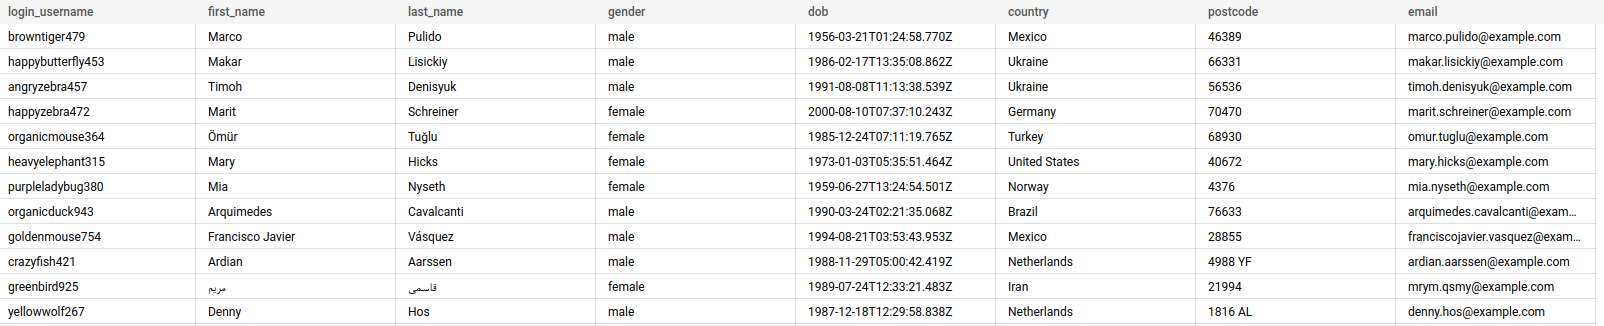 login_username first_name last_name gender dob country postcode email
browntiger479 Marco Pulido male 1956-03-21T01:24:58.770Z Mexico 46389 marco.pulido@example.com
happybutterfly453 Makar Lisickiy male 1986-02-17T13:35:08.862Z Ukraine 66331 makar.lisickiy@example.com
angryzebra457 Timoh Denisyuk male 1991-08-08T11:13:38.539Z Ukraine 56536 timoh.denisyuk@example.com
happyzebra472 Marit Schreiner female 2000-08-10T07:37:10.243Z Germany 70470 marit.schreiner@example.com
organicmouse364 Ömür Tuğlu female 1985-12-24T07:11:19.765Z Turkey 68930 omur.tuglu@example.com
heavyelephant315 Mary Hicks female 1973-01-03T05:35:51.464Z United States 40672 mary.hicks@example.com
purpleladybug380 Mia Nyseth female 1959-06-27T13:24:54.501Z Norway 4376 mia.nyseth@example.com
organicduck943 Arquimedes Cavalcanti male 1990-03-24T02:21:35.068Z Brazil 76633 arquimedes.cavalcanti@exam...
goldenmouse754 Francisco Javier Vásquez male 1994-08-21T03:53:43.953Z Mexico 28855 franciscojavier.vasquez@exam...
crazyfish421 Ardian Aarssen male 1988-11-29T05:00:42.419Z Netherlands 4988 YF ardian.aarssen@example.com
greenbird925 مریم قاسمی female 1989-07-24T12:33:21.483Z Iran 21994 mrym.qsmy@example.com
yellowwolf267 Denny Hos male 1987-12-18T12:29:58.838Z Netherlands 1816 AL denny.hos@example.com